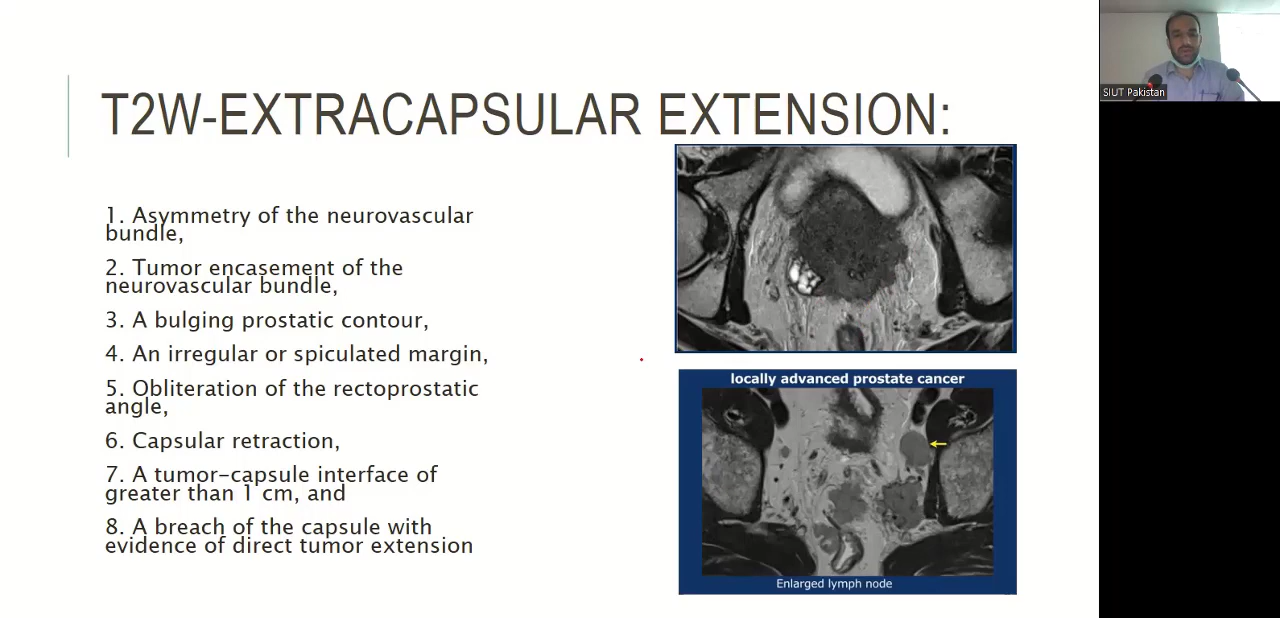 T2W-EXTRACAPSULAR EXTENSION:
1. Asymmetry of the neurovascular
bundle,
2. Tumor encasement of the
neurovascular bundle,
3. A bulging prostatic contour,
4. An irregular or spiculated margin,
5. Obliteration of the rectoprostatic
angle,
6. Capsular retraction,
7. A tumor-capsule interface of
greater than 1 cm, and
8. A breach of the capsule with
evidence of direct tumor extension
locally advanced prostate cancer
Enlarged lymph node
SIUT Pakistan